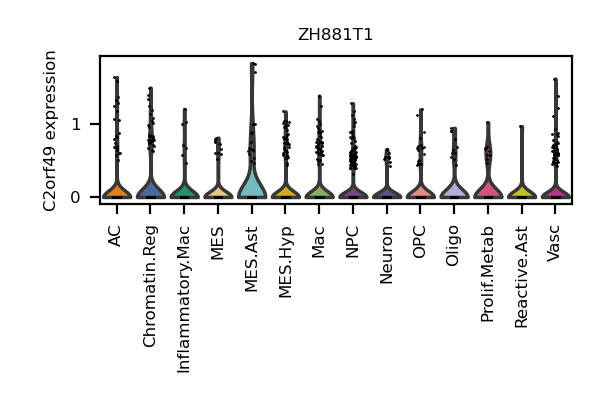 ZH881T1
C2orf49 expression
1
0
AC
Chromatin.Reg
Inflammatory.Mac
MES
MES.Ast
MES.Hyp
Mac
NPC
Neuron
OPC
Oligo
Prolif.Metab
Reactive.Ast
Vasc